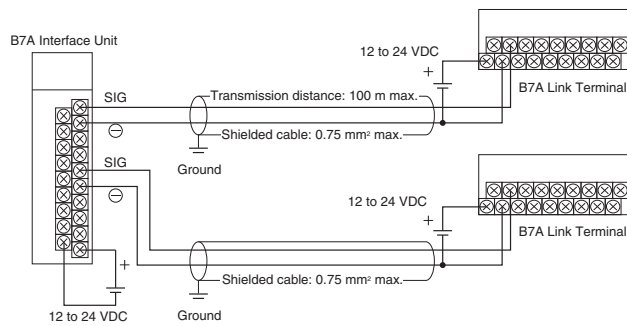 B7A Interface Unit
12 to 24 VDC
+
B7A Link Terminal
SIG
Transmission distance: 100 m max.
⊖
Shielded cable: 0.75 mm² max.
Ground
SIG
⊖
12 to 24 VDC
+
B7A Link Terminal
+
Shielded cable: 0.75 mm² max.
12 to 24 VDC
Ground